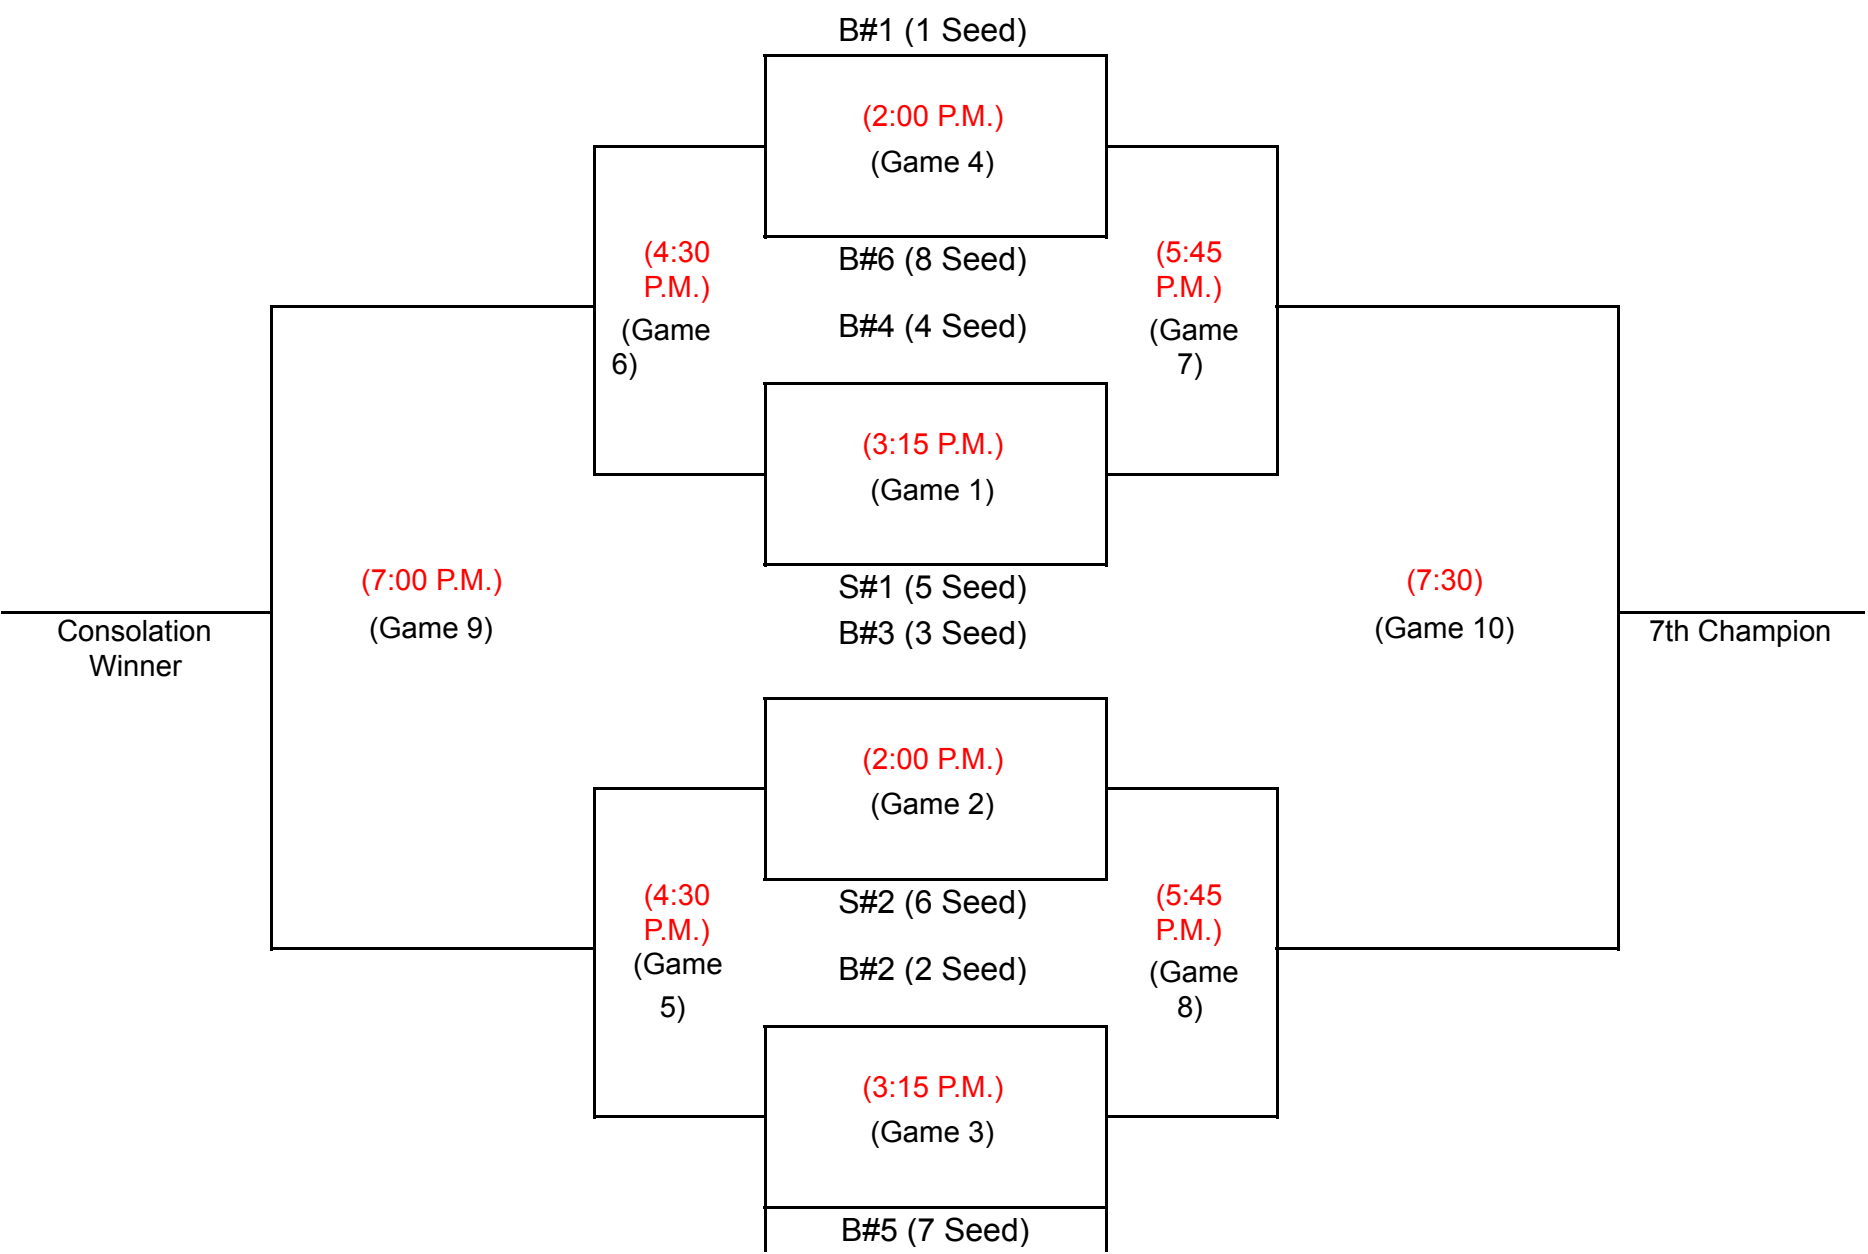 B#1 (1 Seed)
(2:00 P.M.)
(Game 4)
B#6 (8 Seed)
(4:30
P.M.)
(Game
6)
(5:45
P.M.)
(Game
7)
B#4 (4 Seed)
(3:15 P.M.)
(Game 1)
S#1 (5 Seed)
(7:00 P.M.)
(Game 9)
(7:30)
(Game 10)
Consolation
Winner
7th Champion
B#3 (3 Seed)
(2:00 P.M.)
(Game 2)
S#2 (6 Seed)
(4:30
P.M.)
(Game
5)
(5:45
P.M.)
(Game
8)
B#2 (2 Seed)
(3:15 P.M.)
(Game 3)
B#5 (7 Seed)